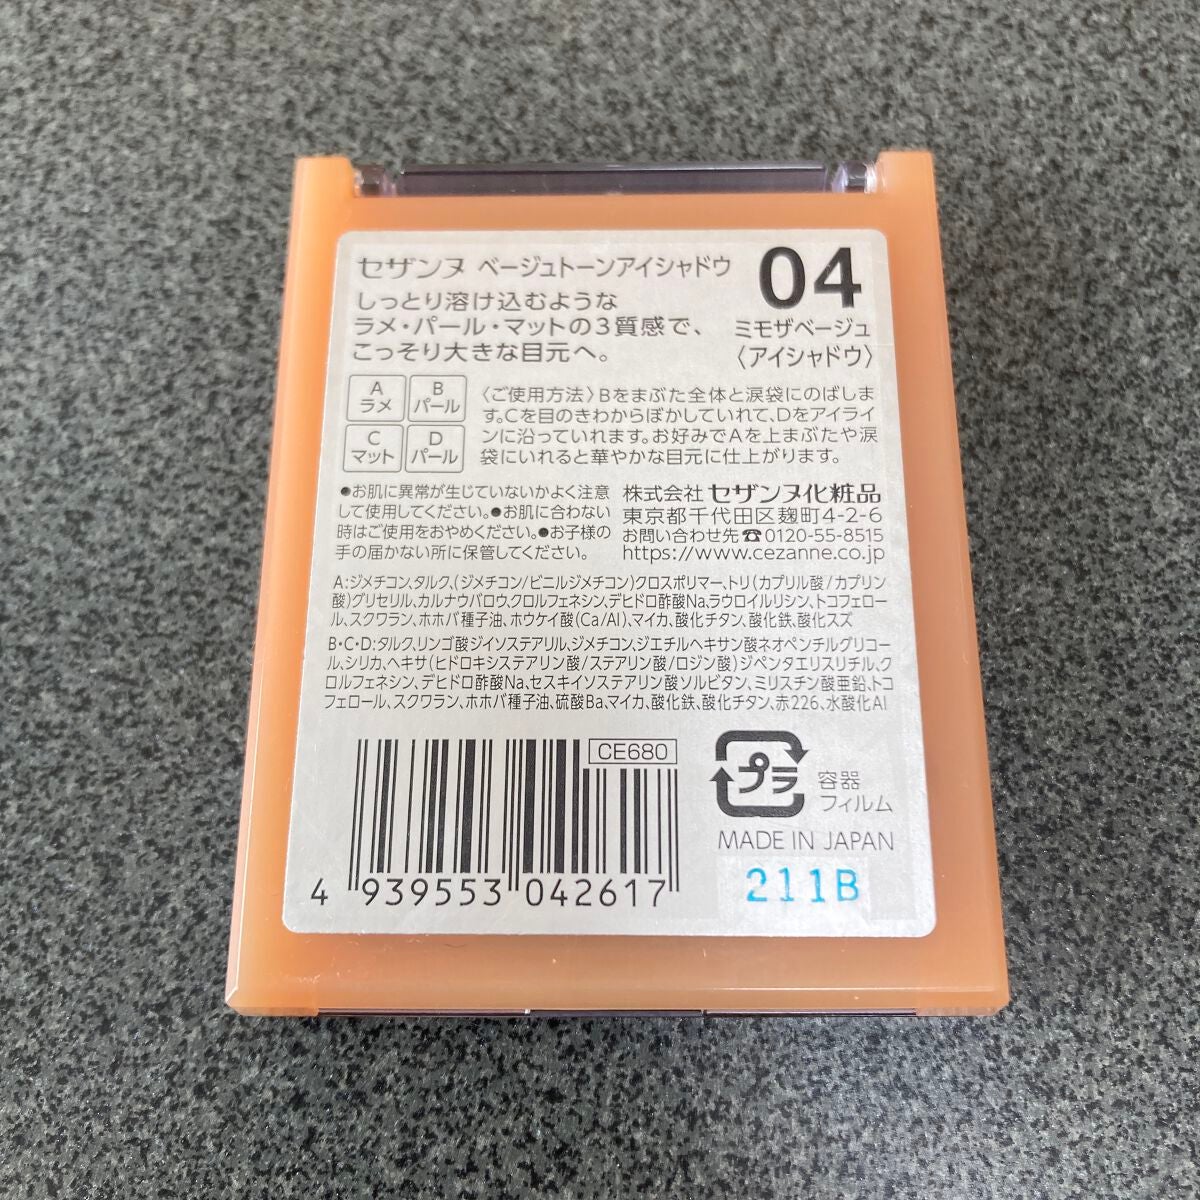 セザンヌ ベージュトーンアイシャドウ
04
ミモザベージュ
〈アイシャドウ〉
しっとり溶け込むような
ラメ・パール・マットの3質感で、
こっそり大きな目元へ。
A ラメ
B パール
C マット
D パール
〈ご使用方法〉Bをまぶた全体と涙袋にのばしま
す。Cを目のきわからぼかしていれて、Dをアイライ
ンに沿っていれます。お好みでAを上まぶたや涙
袋にいれると華やかな目元に仕上がります。
●お肌に異常が生じていないかよく注意
して使用してください。●お肌に合わない
時はご使用をおやめください。●お子様の
手の届かない所に保管してください。
株式会社 セザンヌ化粧品
東京都千代田区麹町4-2-6
お問い合わせ先☎0120-55-8515
https://www.cezanne.co.jp
A:ジメチコン、タルク、(ジメチコン/ビニルジメチコン)クロスポリマー、トリ(カプリル酸/カプリン
酸)グリセリル、カルナウバロウ、クロルフェネシン、デヒドロ酢酸Na、ラウロイルリシン、トコフェロー
ル、スクワラン、ホホバ種子油、ホウケイ酸(Ca/Al)、マイカ、酸化チタン、酸化鉄、酸化スズ
B・C・D:タルク、リンゴ酸ジイソステアリル、ジメチコン、ジエチルヘキサン酸ネオペンチルグリコー
ル、シリカ、ヘキサ(ヒドロキシステアリン酸/ステアリン酸/ロジン酸)ジペンタエリスリチル、ク
ロルフェネシン、デヒドロ酢酸Na、セスキイソステアリン酸ソルビタン、ミリスチン酸亜鉛、トコ
フェロール、スクワラン、ホホバ種子油、硫酸Ba、マイカ、酸化鉄、酸化チタン、赤226、水酸化Al
CE680
プラ
容器
フィルム
MADE IN JAPAN
4 939553 042617
211B